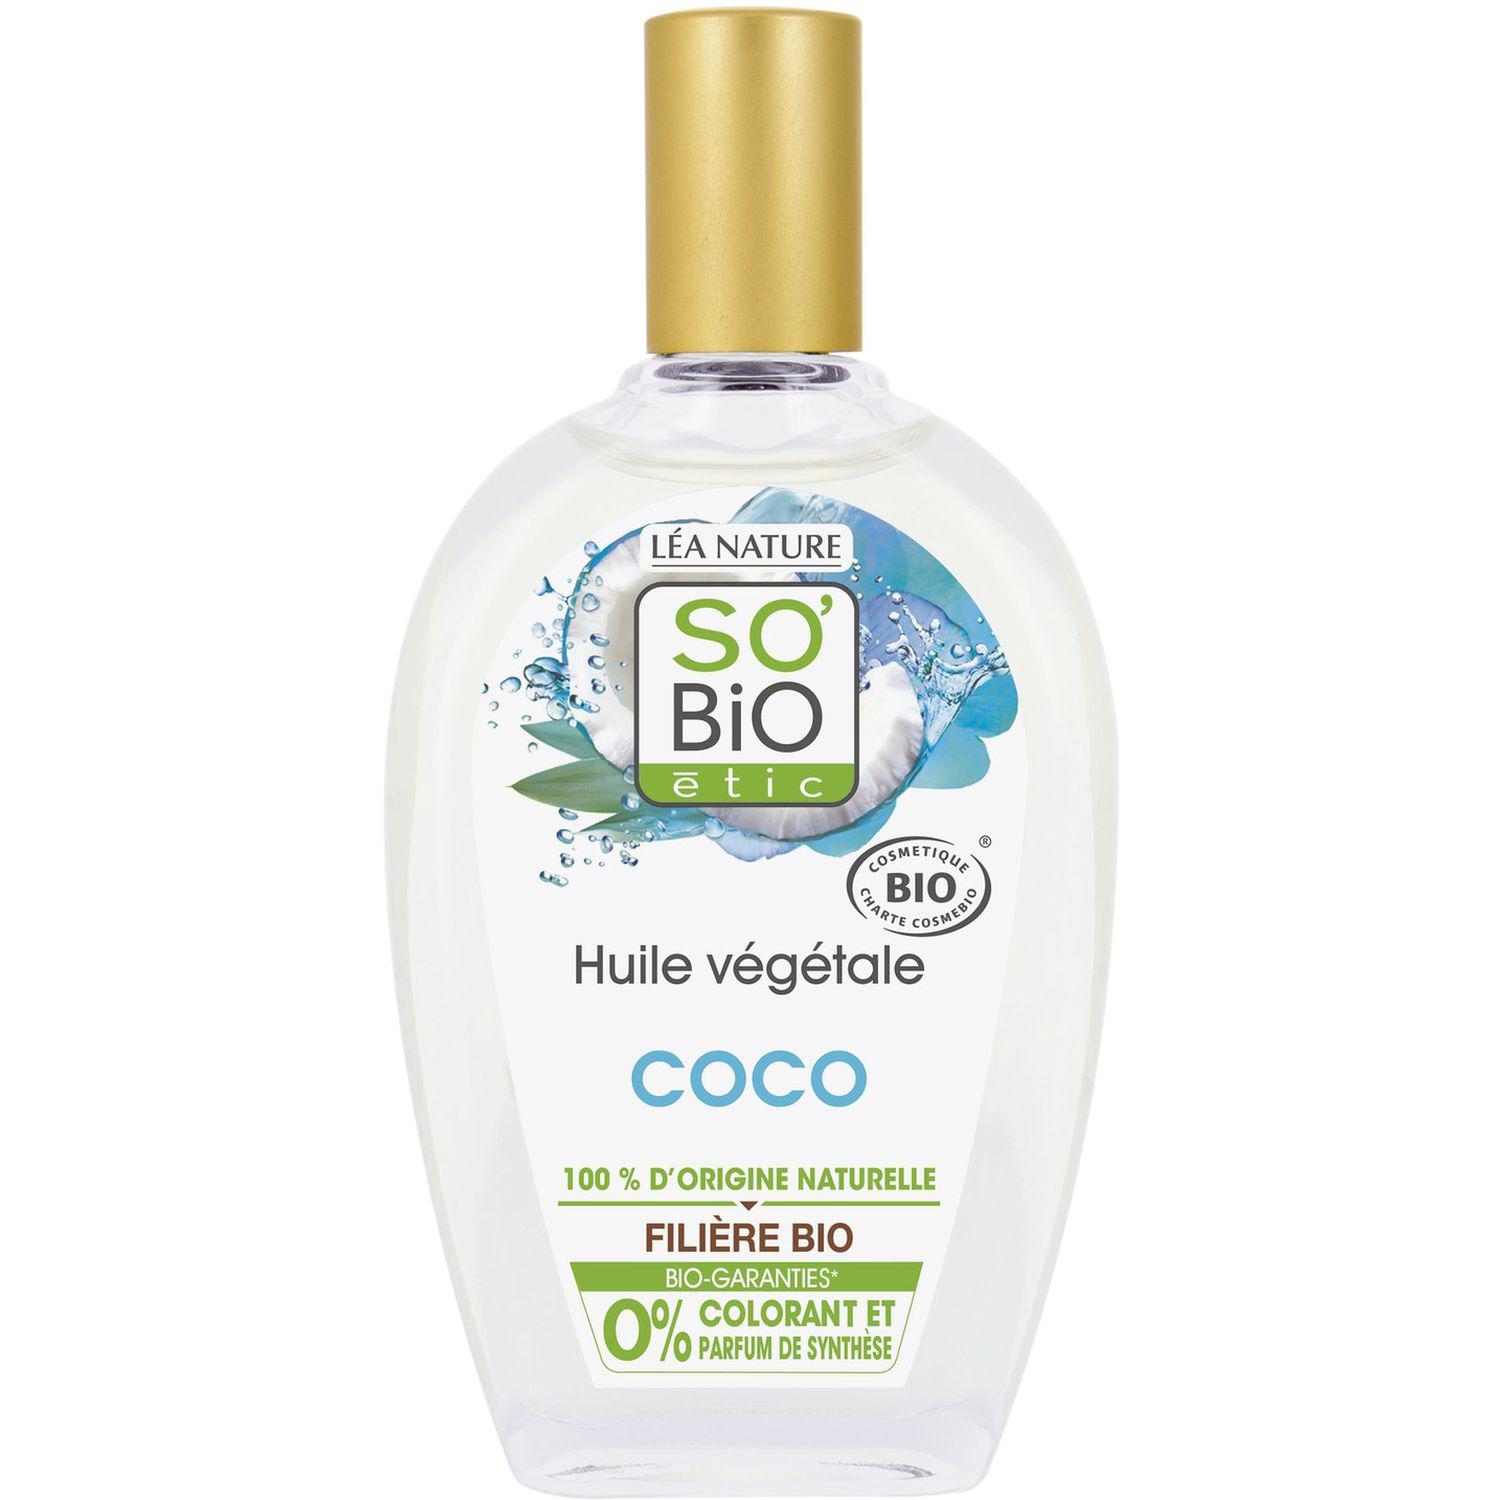 LÉA NATURE
SO'
BiO
ētic
COSMETIQUE
®
BIO
CHARTE COSMEBIO
Huile végétale
COCO
100 % D'ORIGINE NATURELLE
FILIÈRE BIO
BIO-GARANTIES*
0% COLORANT ET
PARFUM DE SYNTHÈSE